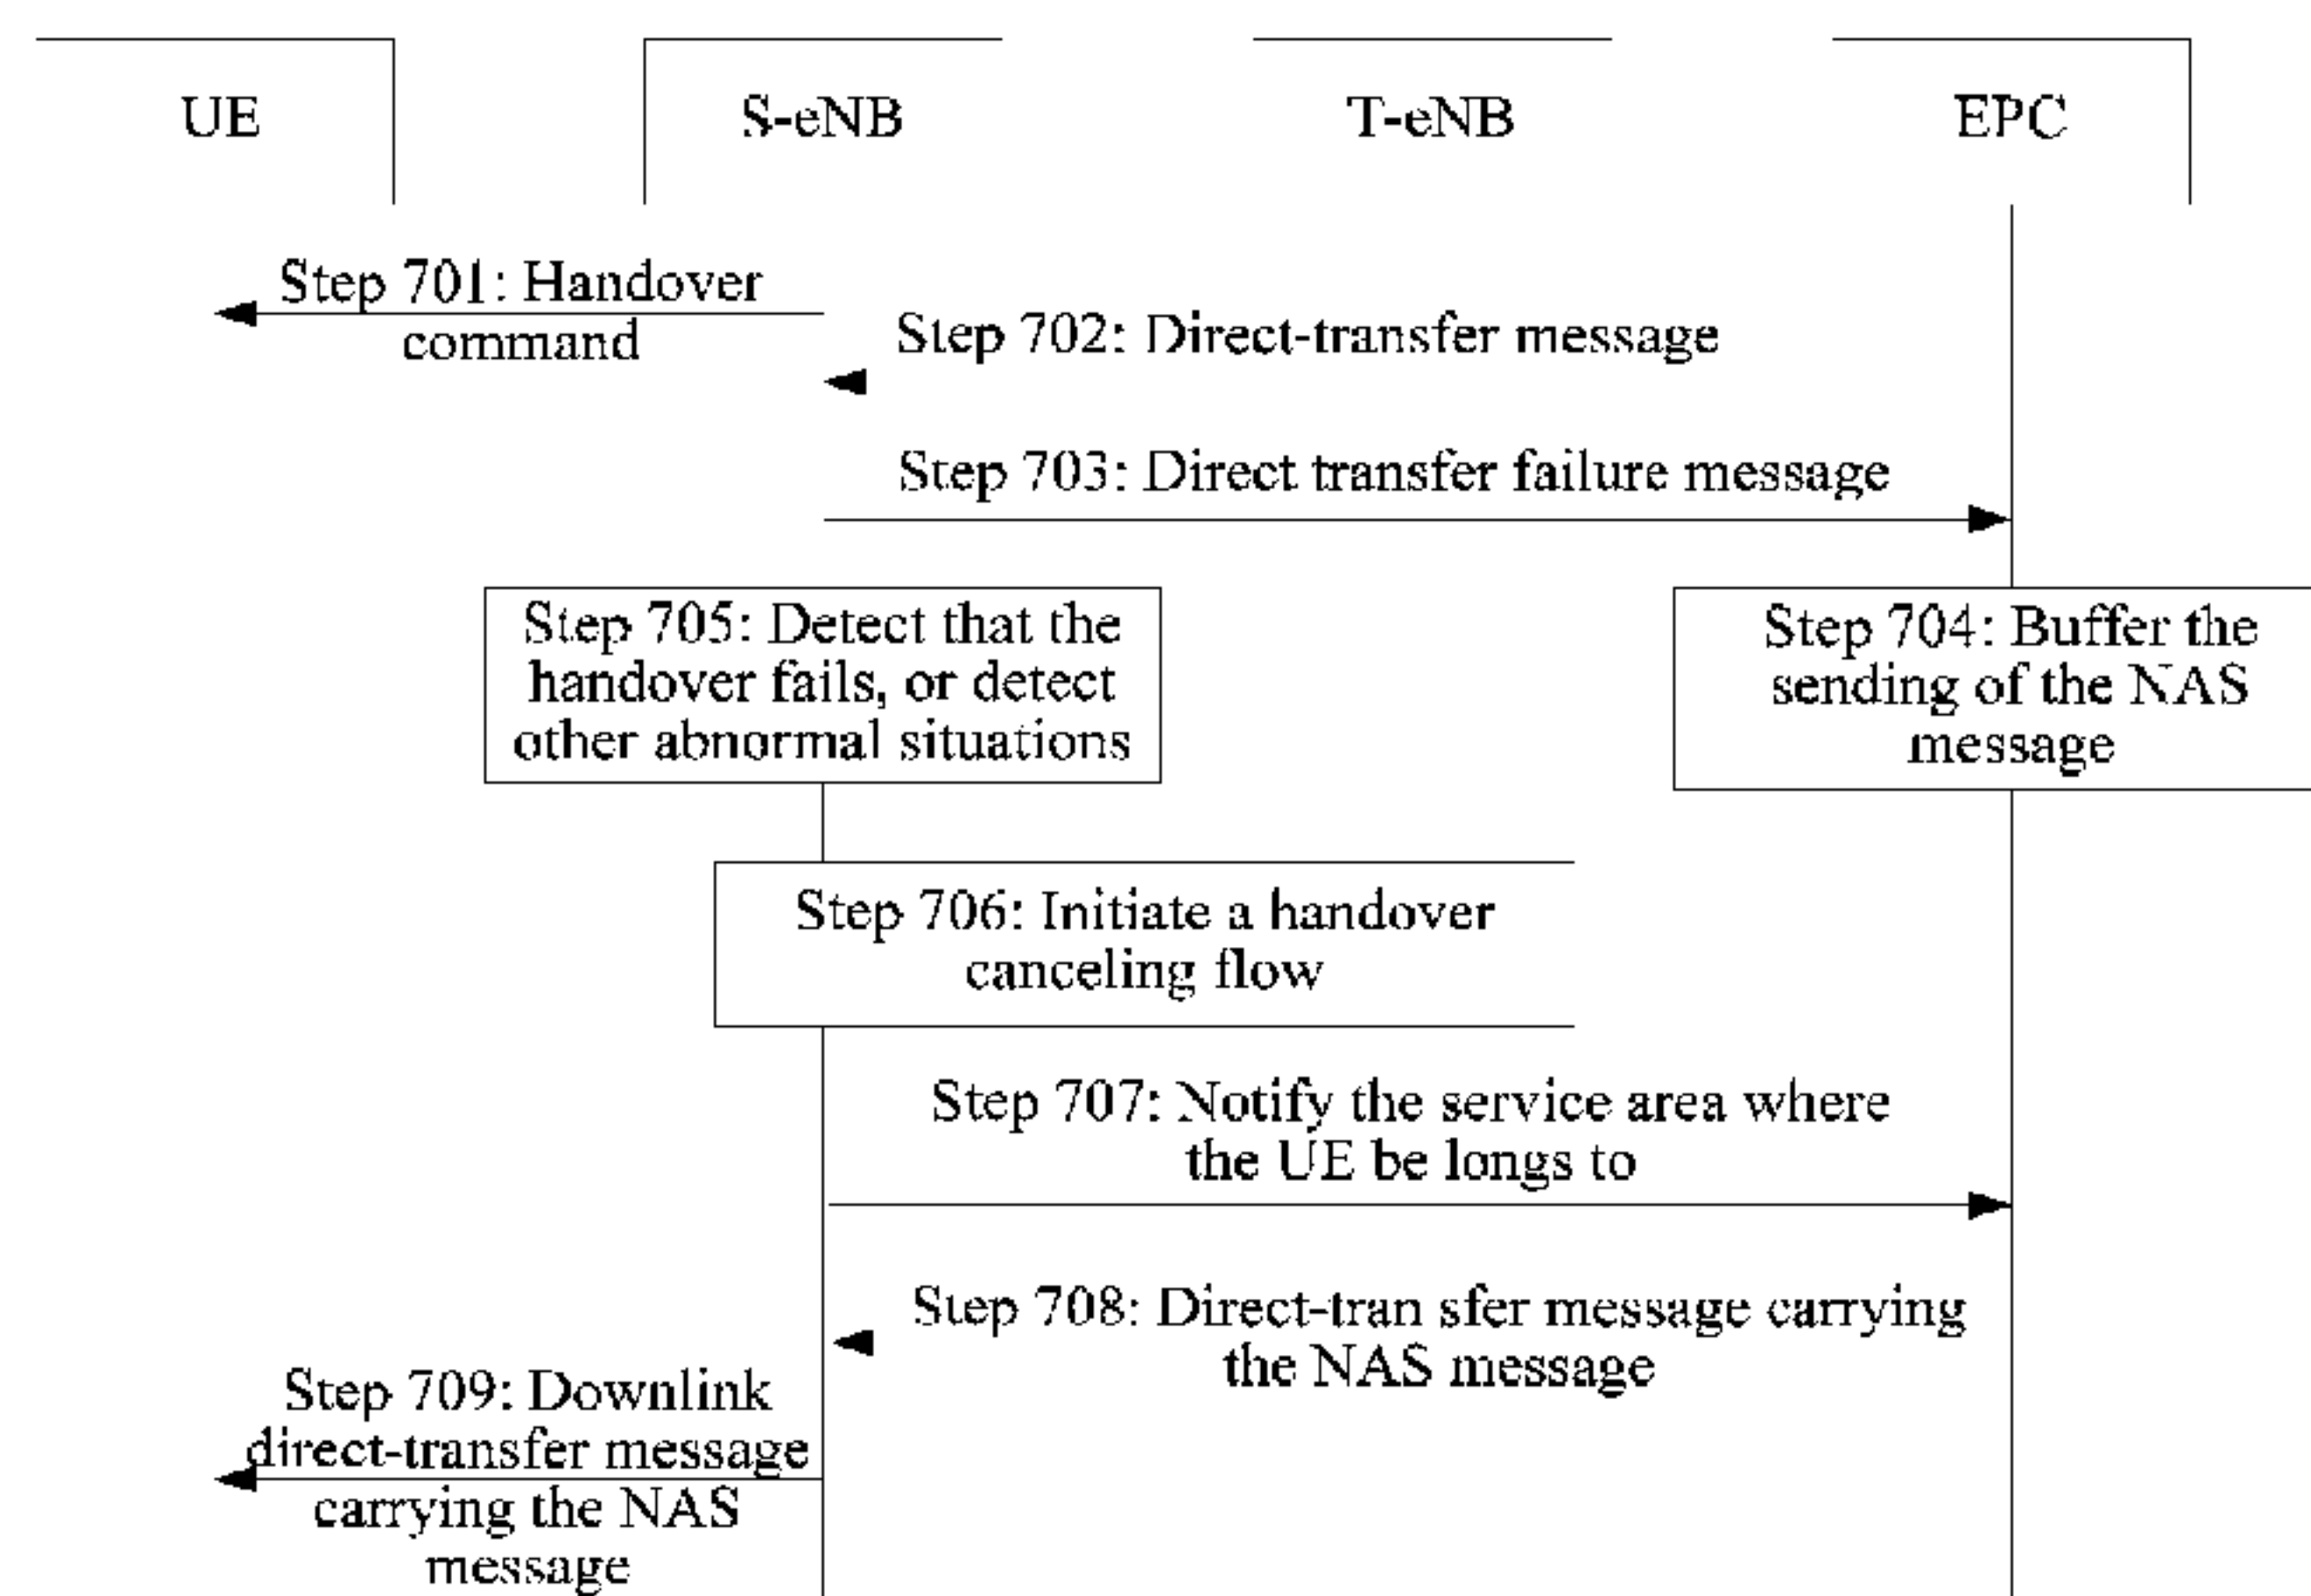 UE
S-eNB
T-eNB
EPC
Step 701: Handover
command
Step 702: Direct-transfer message
Step 703: Direct transfer failure message
Step 705: Detect that the
handover fails, or detect
other abnormal situations
Step 704: Buffer the
sending of the NAS
message
Step 706: Initiate a handover
canceling flow
Step 707: Notify the service area where
the UE be longs to
Step 708: Direct-tran sfer message carrying
the NAS message
Step 709: Downlink
direct-transfer message
carrying the NAS
message